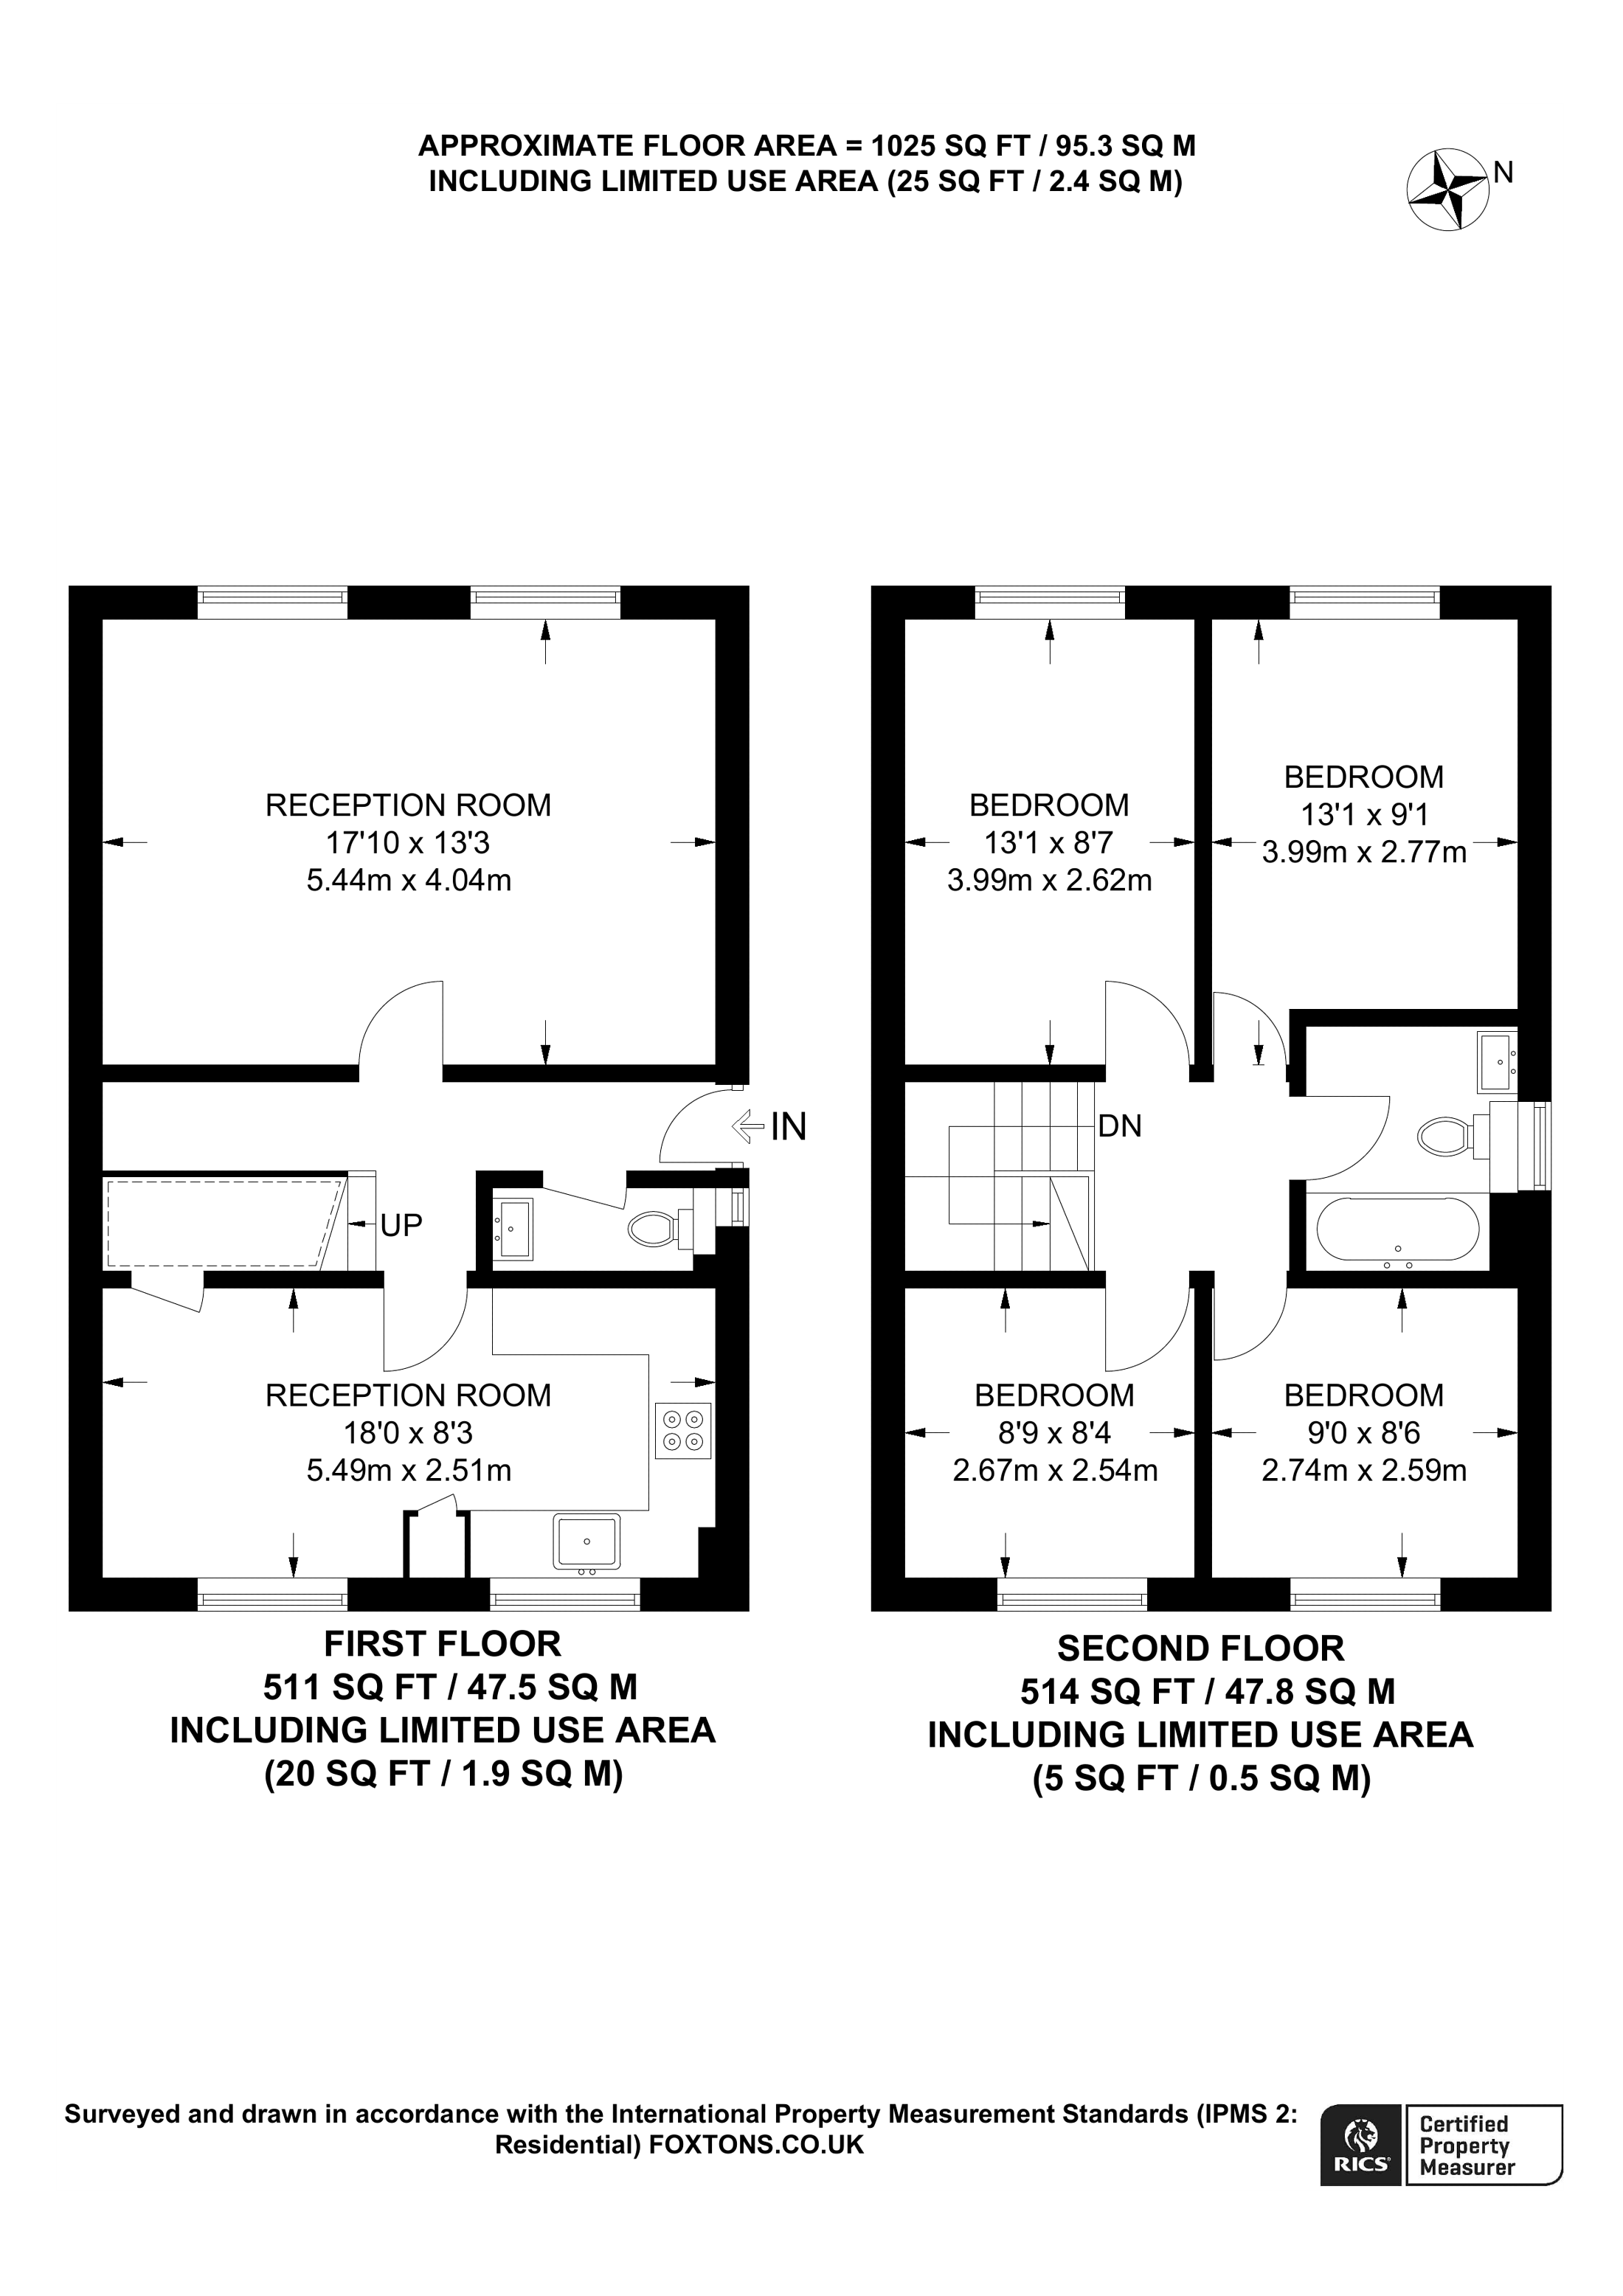 APPROXIMATE FLOOR AREA = 1025 SQ FT / 95.3 SQ M
INCLUDING LIMITED USE AREA (25 SQ FT / 2.4 SQ M)
N
RECEPTION ROOM
17'10 x 13'3
5.44m x 4.04m
IN
UP
RECEPTION ROOM
18'0 x 8'3
5.49m x 2.51m
FIRST FLOOR
511 SQ FT / 47.5 SQ M
INCLUDING LIMITED USE AREA
(20 SQ FT / 1.9 SQ M)
BEDROOM
13'1 x 8'7
3.99m x 2.62m
BEDROOM
13'1 x 9'1
3.99m x 2.77m
DN
BEDROOM
8'9 x 8'4
2.67m x 2.54m
BEDROOM
9'0 x 8'6
2.74m x 2.59m
SECOND FLOOR
514 SQ FT / 47.8 SQ M
INCLUDING LIMITED USE AREA
(5 SQ FT / 0.5 SQ M)
Surveyed and drawn in accordance with the International Property Measurement Standards (IPMS 2:
Residential) FOXTONS.CO.UK
RICS®
Certified
Property
Measurer